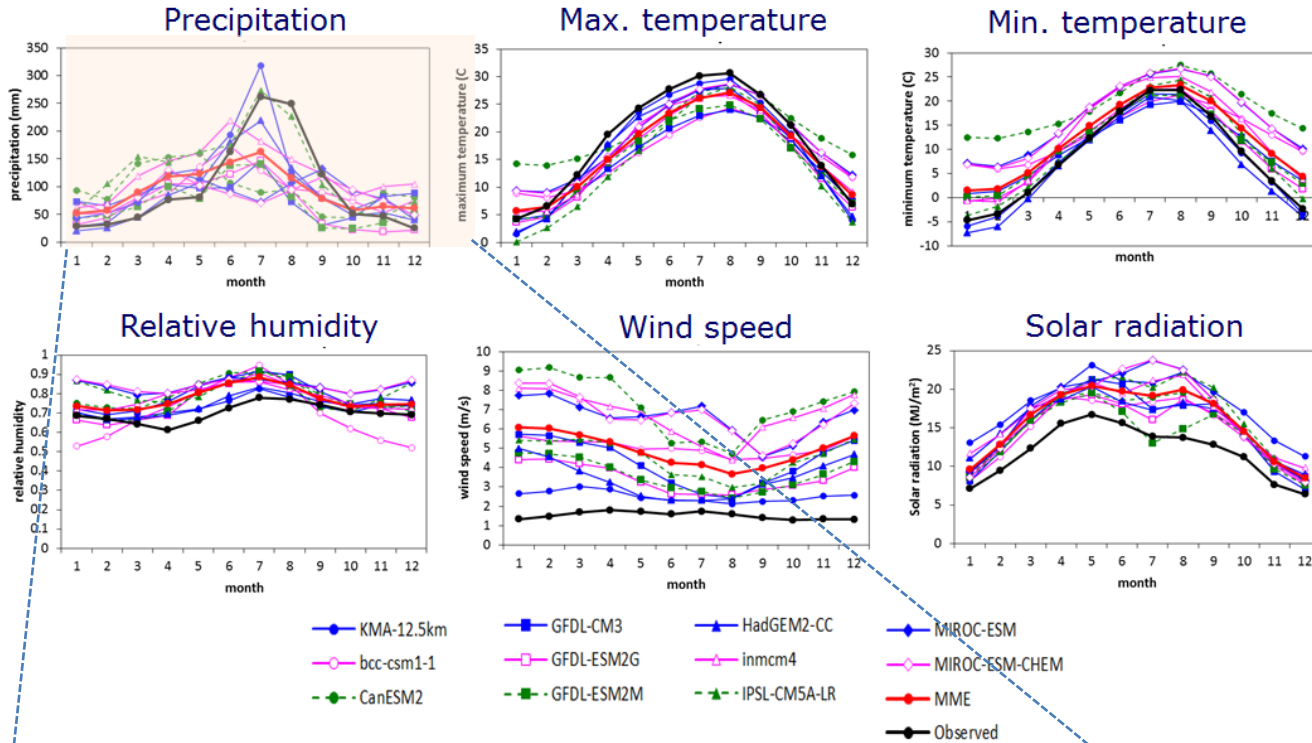 Precipitation
precipitation (mm)
350
300
250
200
150
100
50
0
1 2 3 4 5 6 7 8 9 10 11 12
month
Max. temperature
maximum temperature (C
35
30
25
20
15
10
5
0
1 2 3 4 5 6 7 8 9 10 11 12
month
Min. temperature
minimum temperature (C)
30
25
20
15
10
5
0
-5
-10
1 2 3 4 5 6 7 8 9 10 11 12
month
Relative humidity
relative humidity
1
0.9
0.8
0.7
0.6
0.5
0.4
0.3
0.2
0.1
0
1 2 3 4 5 6 7 8 9 10 11 12
month
Wind speed
wind speed (m/s)
10
9
8
7
6
5
4
3
2
1
0
1 2 3 4 5 6 7 8 9 10 11 12
month
Solar radiation
Solar radiation (MJ/m²)
25
20
15
10
5
0
1 2 3 4 5 6 7 8 9 10 11 12
month
KMA-12.5km
bcc-csm1-1
CanESM2
GFDL-CM3
GFDL-ESM2G
GFDL-ESM2M
HadGEM2-CC
inmcm4
IPSL-CM5A-LR
MIROC-ESM
MIROC-ESM-CHEM
MME
Observed